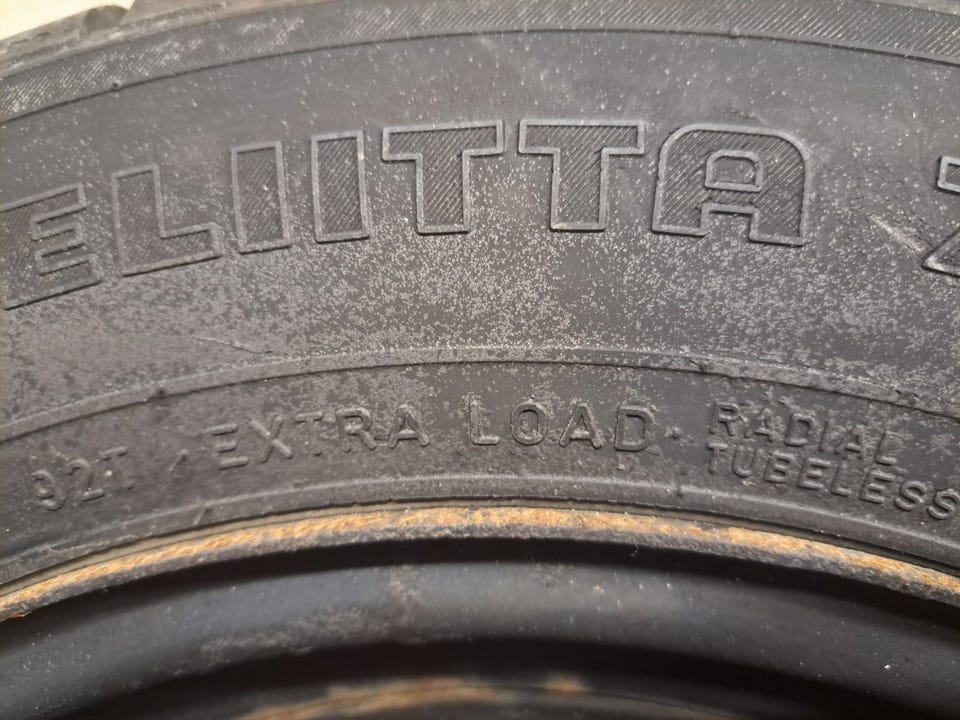 ELIITTA
92T EXTRA LOAD RADIAL
TUBELESS